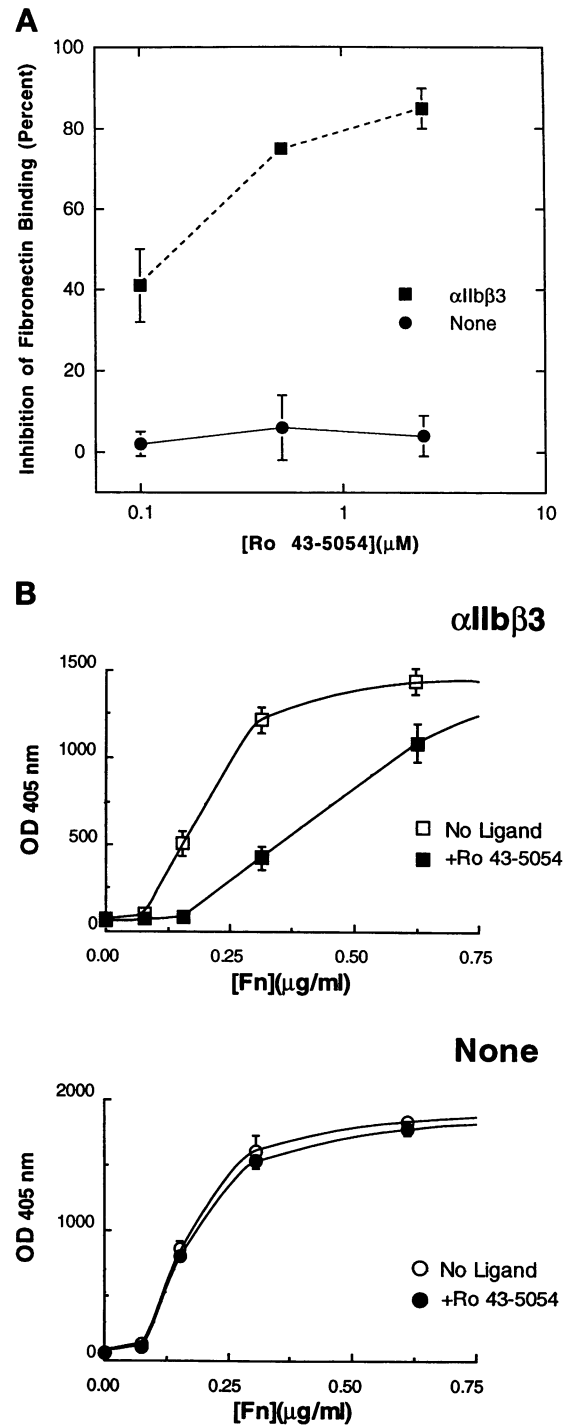 A
Inhibition of Fibronectin Binding (Percent)
100
80
60
40
20
0
αIIbβ3
None
0.1 1 10
[Ro 43-5054](μM)
B
αIIbβ3
OD 405 nm
1500
1000
500
0
No Ligand
+Ro 43-5054
0.00 0.25 0.50 0.75
[Fn](μg/ml)
None
OD 405 nm
2000
1000
0
No Ligand
+Ro 43-5054
0.00 0.25 0.50 0.75
[Fn](μg/ml)